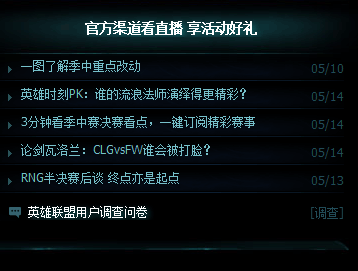 官方渠道看直播 享活动好礼
一图了解季中重点改动 05/10
英雄时刻PK：谁的流浪法师演绎得更精彩？ 05/14
3分钟看季中赛决赛看点，一键订阅精彩赛事 05/14
论剑瓦洛兰：CLGvsFW谁会被打脸？ 05/14
RNG半决赛后谈 终点亦是起点 05/13
英雄联盟用户调查问卷 [调查]